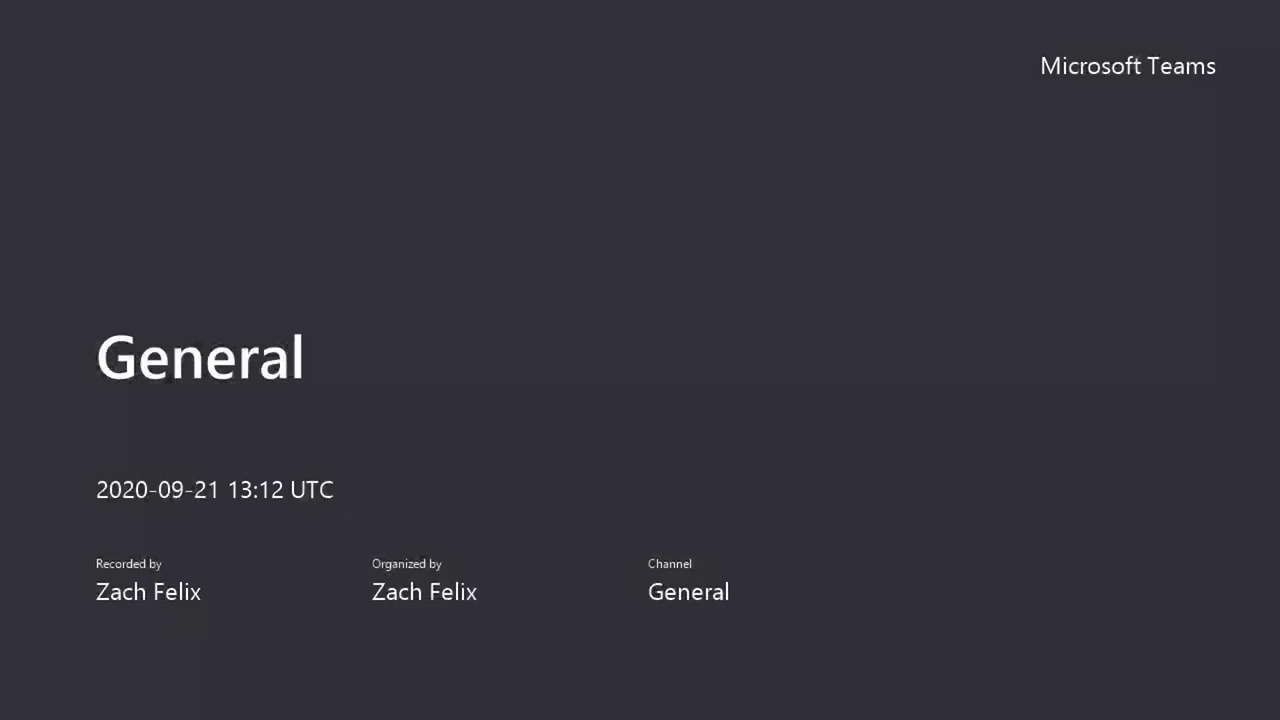 Microsoft Teams
General
2020-09-21 13:12 UTC
Recorded by
Zach Felix
Organized by
Zach Felix
Channel
General